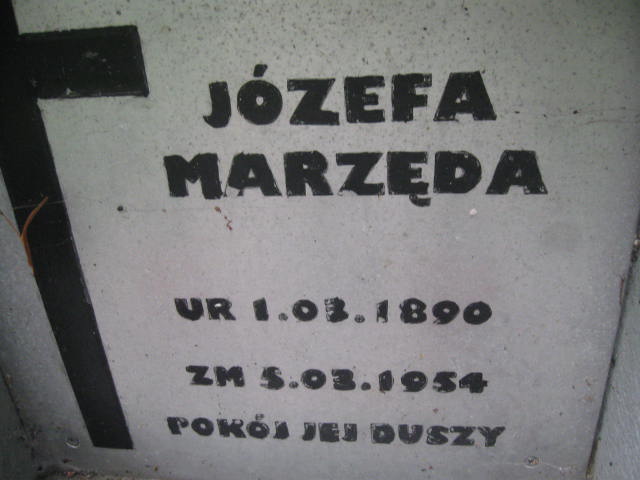 JÓZEFA
MARZĘDA
UR 1.03.1890
ZM 5.03.1954
POKÓJ JEJ DUSZY